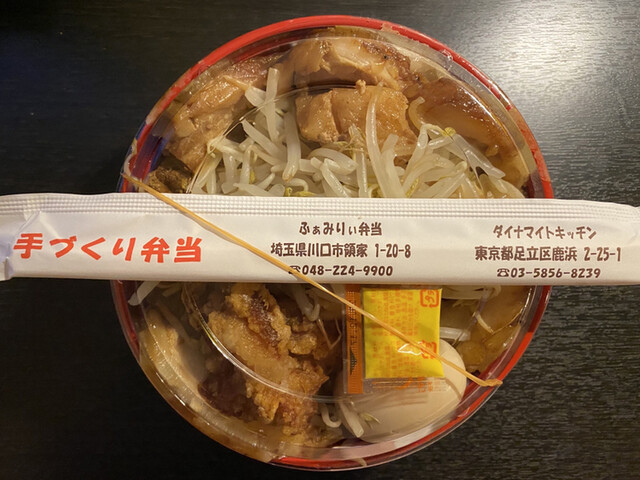 手づくり弁当
ふぁみりぃ弁当
埼玉県川口市領家 1-20-8
☎048-224-9900
ダイナマイトキッチン
東京都足立区鹿浜 2-25-1
☎03-5856-8239